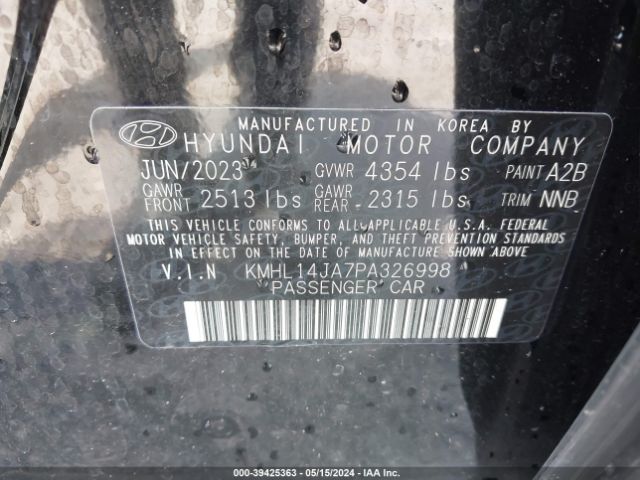 MANUFACTURED IN KOREA BY
HYUNDAI MOTOR COMPANY
JUN/2023 GVWR 4354 lbs PAINT A2B
GAWR FRONT 2513 lbs GAWR REAR 2315 lbs TRIM NNB
THIS VEHICLE CONFORMS TO ALL APPLICABLE U.S.A. FEDERAL
MOTOR VEHICLE SAFETY, BUMPER, AND THEFT PREVENTION
STANDARDS IN EFFECT ON THE DATE OF MANUFACTURE SHOWN ABOVE
V.I.N KMHL14JA7PA326998
PASSENGER CAR
000-39425363 - 05/15/2024 - IAA Inc.